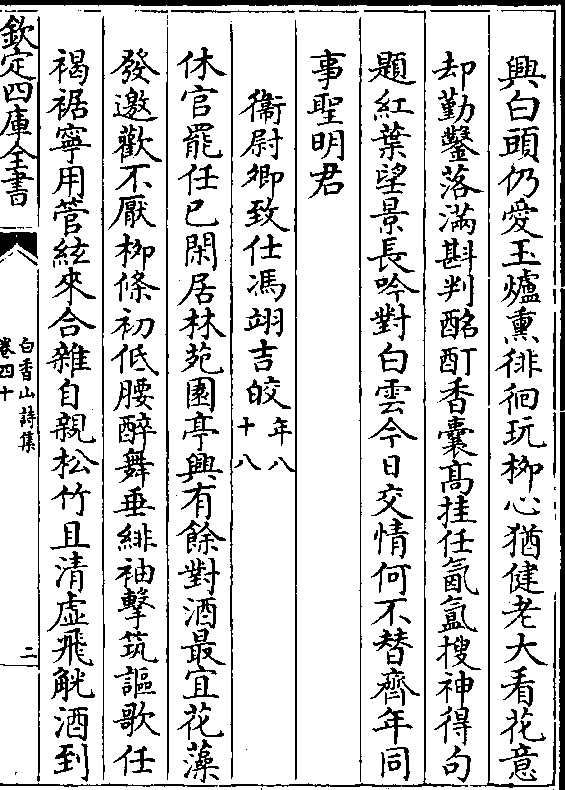 興白頭仍愛玉爐熏徘徊玩柳心猶健老大看花意
却勤鑿落滿斟判酩酊香囊髙挂任氤氲搜神得句
題紅葉望景長吟對白雲今日交情何不替齊年同
事聖明君
衞尉卿致仕馮翊吉皎年八十八
休官罷任已閑居林苑園亭興有餘對酒最宜花藻
發邀歡不厭柳條初低腰醉舞垂緋袖擊筑謳歌任
褐裾寧用管絃來合雜自親松竹且清虛飛觥酒到
欽定四庫全書
白香山詩集
卷四十
二